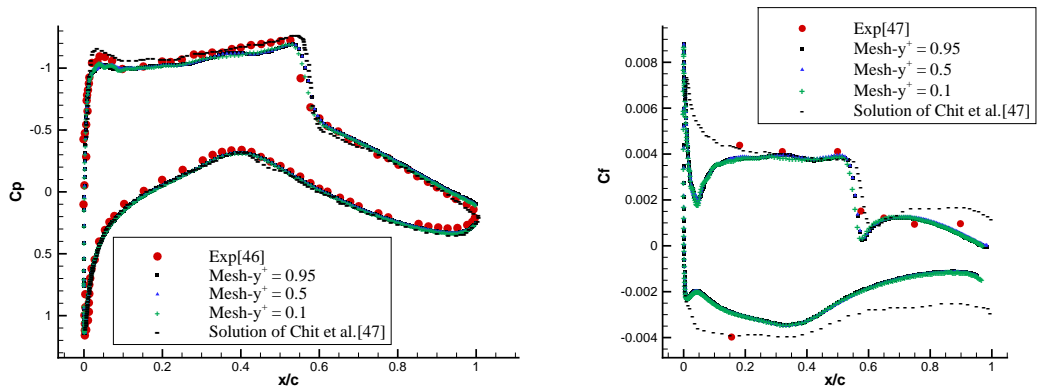 Cp
-1
-0.5
0
0.5
1
0 0.2 0.4 0.6 0.8 1
x/c
Exp[46]
Mesh-y+ = 0.95
Mesh-y+ = 0.5
Mesh-y+ = 0.1
Solution of Chit et al.[47]
Cf
0.008
0.006
0.004
0.002
0
-0.002
-0.004
0 0.2 0.4 0.6 0.8 1
x/c
Exp[47]
Mesh-y+ = 0.95
Mesh-y+ = 0.5
Mesh-y+ = 0.1
Solution of Chit et al.[47]